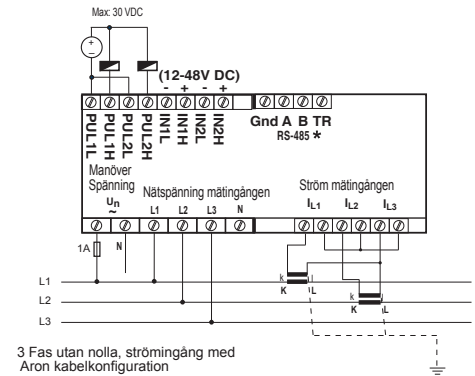 Max: 30 VDC
+
–
(12-48V DC)
- + - +
PUL1L PUL1H PUL2L PUL2H IN1L IN1H IN2L IN2H
Gnd A B TR
RS-485 *
Manöver
Spänning
Nätspänning mätingången
Ström mätingången
Un
~
L1 L2 L3 N
IL1 IL2 IL3
1A
N
L1
k l
K L
L2
k l
K L
L3
3 Fas utan nolla, strömingång med
Aron kabelkonfiguration